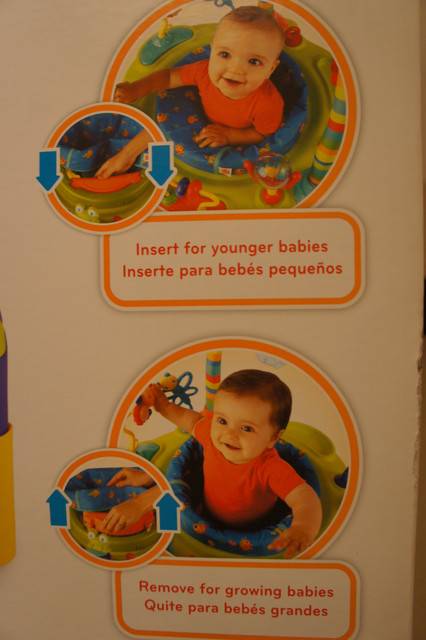 Insert for younger babies
Inserte para bebés pequeños
Remove for growing babies
Quite para bebés grandes